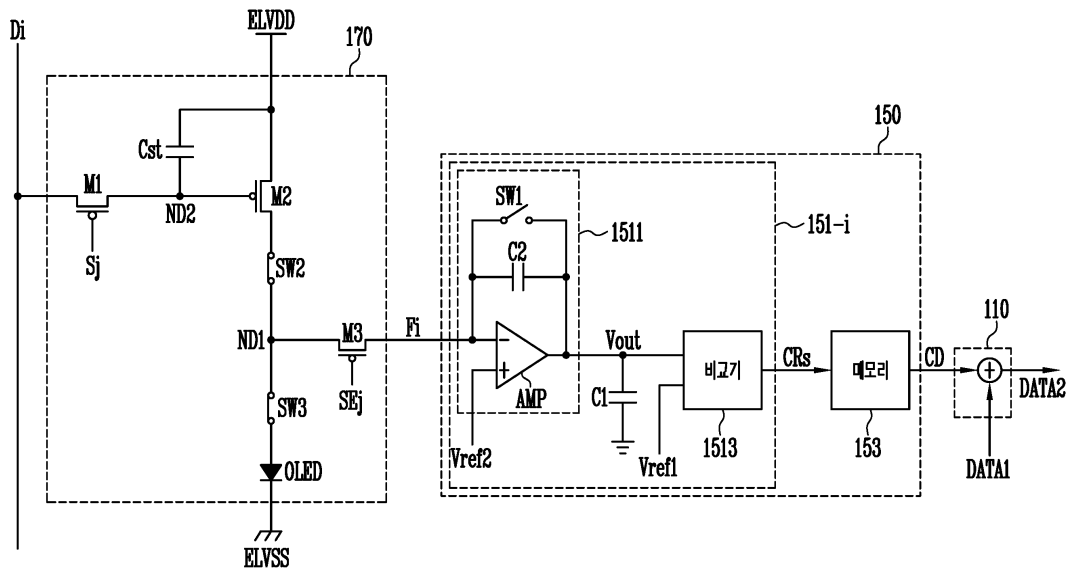 Di
ELVDD
170
Cst
M1
ND2
M2
Sj
SW2
ND1
M3
Fi
SEj
SW3
OLED
ELVSS
150
151-i
1511
SW1
C2
AMP
Vref2
Vout
C1
Vref1
비고기
1513
CRs
메모리
153
CD
110
DATA2
DATA1